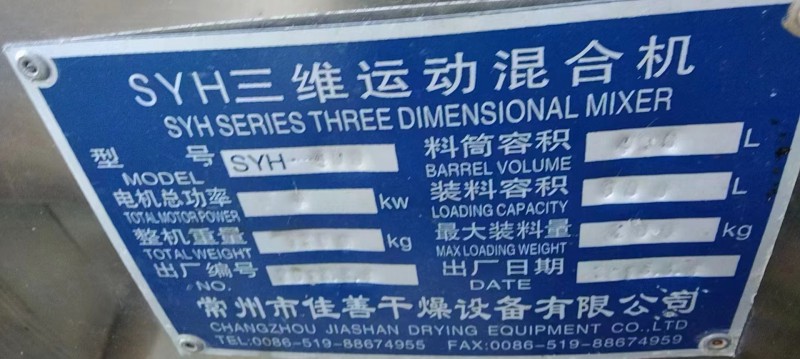 SYH三维运动混合机
SYH SERIES THREE DIMENSIONAL MIXER
型 号 SYH-
MODEL
料筒容积 L
BARREL VOLUME
电机总功率 kw
TOTAL MOTOR POWER
装料容积 L
LOADING CAPACITY
整机重量 kg
TOTAL WEIGHT
最大装料量 kg
MAX LOADING WEIGHT
出厂编号
NO.
出厂日期
DATE
常州市佳善干燥设备有限公司
CHANGZHOU JIASHAN DRYING EQUIPMENT CO.,LTD
TEL:0086-519-88674955 FAX:0086-519-88674959